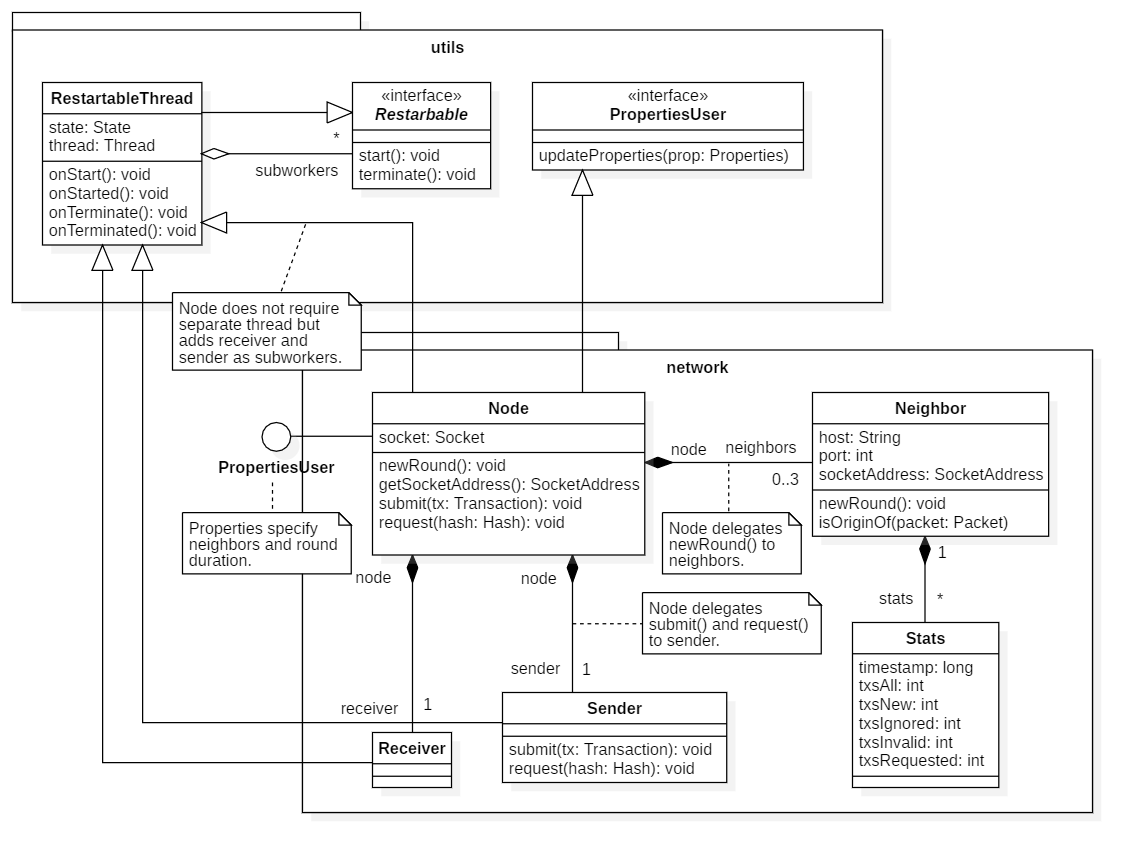 utils
RestartableThread
state: State
thread: Thread
onStart(): void
onStarted(): void
onTerminate(): void
onTerminated(): void
«interface»
Restarbable
start(): void
terminate(): void
*
subworkers
«interface»
PropertiesUser
updateProperties(prop: Properties)
Node does not require
separate thread but
adds receiver and
sender as subworkers.
network
Node
socket: Socket
newRound(): void
getSocketAddress(): SocketAddress
submit(tx: Transaction): void
request(hash: Hash): void
PropertiesUser
Properties specify
neighbors and round
duration.
node
neighbors
0..3
Neighbor
host: String
port: int
socketAddress: SocketAddress
newRound(): void
isOriginOf(packet: Packet)
Node delegates
newRound() to
neighbors.
node
node
1
stats
*
Node delegates
submit() and request()
to sender.
Stats
timestamp: long
txsAll: int
txsNew: int
txsIgnored: int
txsInvalid: int
txsRequested: int
sender
1
receiver
1
Sender
submit(tx: Transaction): void
request(hash: Hash): void
Receiver